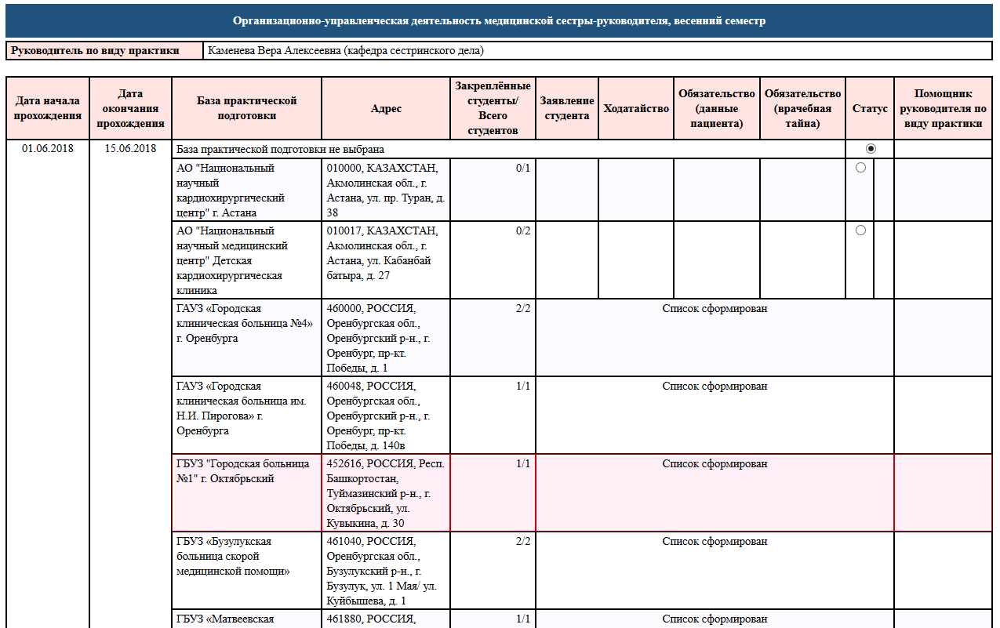 Организационно-управленческая деятельность медицинской сестры-руководителя, весенний семестр
Руководитель по виду практики
Каменева Вера Алексеевна (кафедра сестринского дела)
Дата начала
прохождения
Дата
окончания
прохождения
База практической
подготовки
Адрес
Закреплённые
студенты/
Всего
студентов
Заявление
студента
Ходатайство
Обязательство
(данные
пациента)
Обязательство
(врачебная
тайна)
Статус
Помощник
руководителя по
виду практики
01.06.2018
15.06.2018
База практической подготовки не выбрана
АО "Национальный
научный
кардиохирургический
центр" г. Астана
010000, КАЗАХСТАН,
Акмолинская обл., г.
Астана, ул. пр. Туран, д.
38
0/1
АО "Национальный
научный медицинский
центр" Детская
кардиохирургическая
клиника
010017, КАЗАХСТАН,
Акмолинская обл., г.
Астана, ул. Кабанбай
батыра, д. 27
0/2
ГАУЗ «Городская
клиническая больница №4»
г. Оренбурга
460000, РОССИЯ,
Оренбургская обл.,
Оренбургский р-н., г.
Оренбург, пр-кт.
Победы, д. 1
2/2
Список сформирован
ГАУЗ «Городская
клиническая больница им.
Н.И. Пирогова» г.
Оренбурга
460048, РОССИЯ,
Оренбургская обл.,
Оренбургский р-н., г.
Оренбург, пр-кт.
Победы, д. 140в
1/1
Список сформирован
ГБУЗ "Городская больница
№1" г. Октябрьский
452616, РОССИЯ, Респ.
Башкортостан,
Туймазинский р-н., г.
Октябрьский, ул.
Кувыкина, д. 30
1/1
Список сформирован
ГБУЗ «Бузулукская
больница скорой
медицинской помощи»
461040, РОССИЯ,
Оренбургская обл.,
Бузулукский р-н., г.
Бузулук, ул. 1 Мая/ ул.
Куйбышева, д. 1
2/2
Список сформирован
ГБУЗ «Матвеевская
461880, РОССИЯ,
1/1
Список сформирован